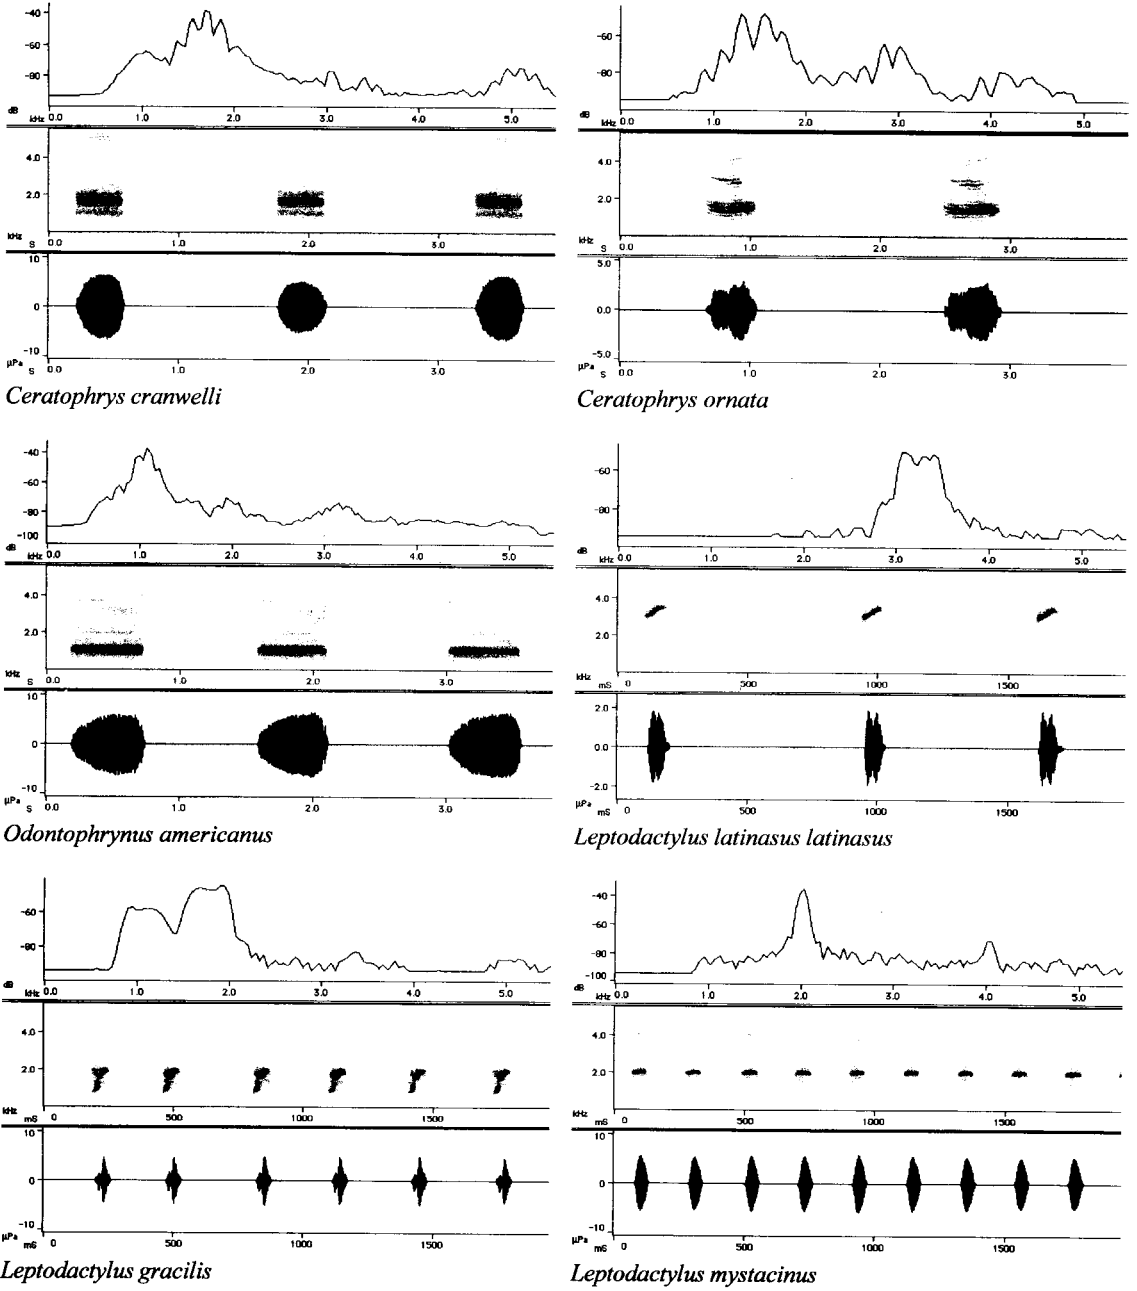 -40
-60
-80
dB
kHz 0.0 1.0 2.0 3.0 4.0 5.0
4.0
2.0
kHz
S 0.0 1.0 2.0 3.0
10
0
-10
µPa
S 0.0 1.0 2.0 3.0
Ceratophrys cranwelli
-60
-80
dB
kHz 0.0 1.0 2.0 3.0 4.0 5.0
4.0
2.0
kHz
S 0.0 1.0 2.0 3.0
5.0
0.0
-5.0
µPa
S 0.0 1.0 2.0 3.0
Ceratophrys ornata
-40
-60
-80
-100
dB
kHz 0.0 1.0 2.0 3.0 4.0 5.0
4.0
2.0
kHz
S 0.0 1.0 2.0 3.0
10
0
-10
µPa
S 0.0 1.0 2.0 3.0
Odontophrynus americanus
-60
-80
dB
kHz 0.0 1.0 2.0 3.0 4.0 5.0
4.0
2.0
kHz
mS 0 500 1000 1500
2.0
0.0
-2.0
µPa
mS 0 500 1000 1500
Leptodactylus latinasus latinasus
-60
-80
dB
kHz 0.0 1.0 2.0 3.0 4.0 5.0
4.0
2.0
kHz
mS 0 500 1000 1500
10
0
-10
µPa
mS 0 500 1000 1500
Leptodactylus gracilis
-40
-60
-80
-100
dB
kHz 0.0 1.0 2.0 3.0 4.0 5.0
4.0
2.0
kHz
mS 0 500 1000 1500
10
0
-10
µPa
mS 0 500 1000 1500
Leptodactylus mystacinus